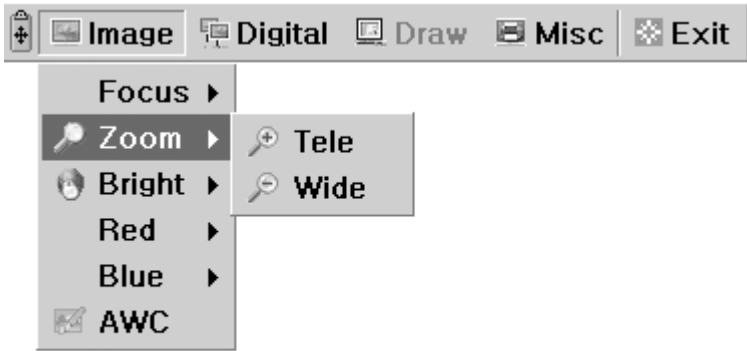 Image Digital Draw Misc Exit
Focus
Zoom Tele
Bright Wide
Red
Blue
AWC